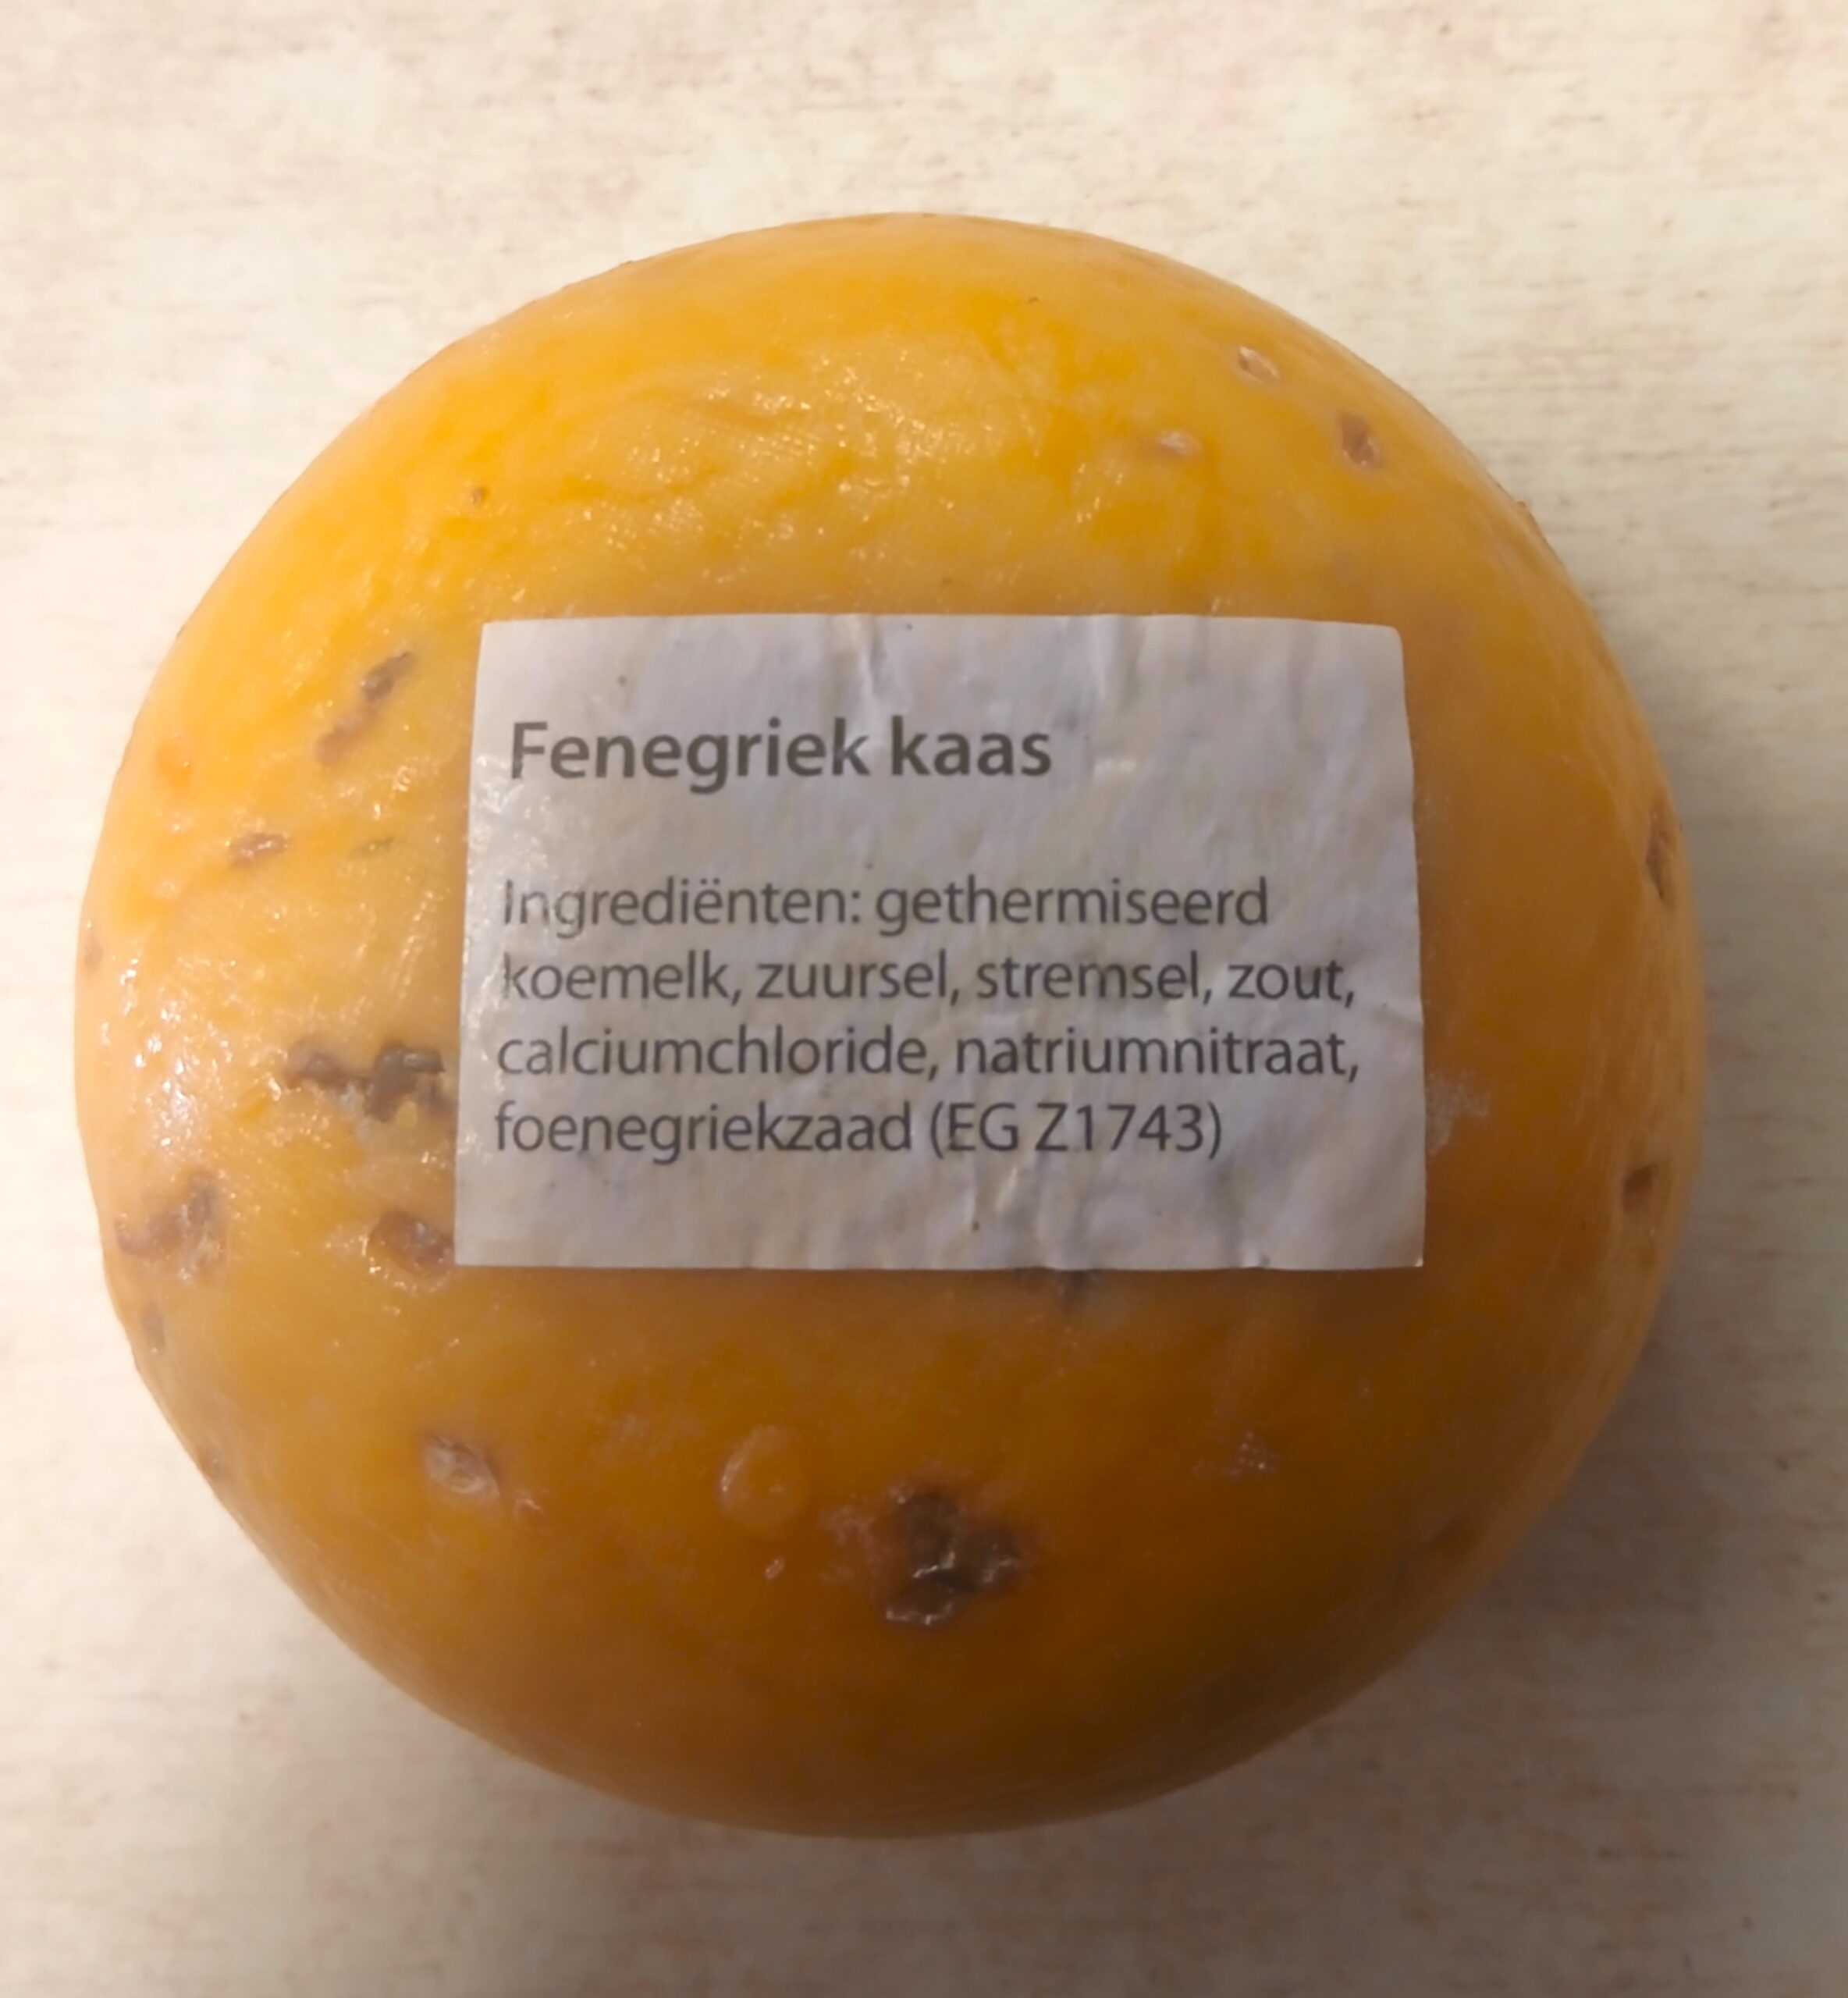 Fenegriek kaas
Ingrediënten: gethermiseerd
koemelk, zuursel, stremsel, zout,
calciumchloride, natriumnitraat,
foenegriekzaad (EG Z1743)